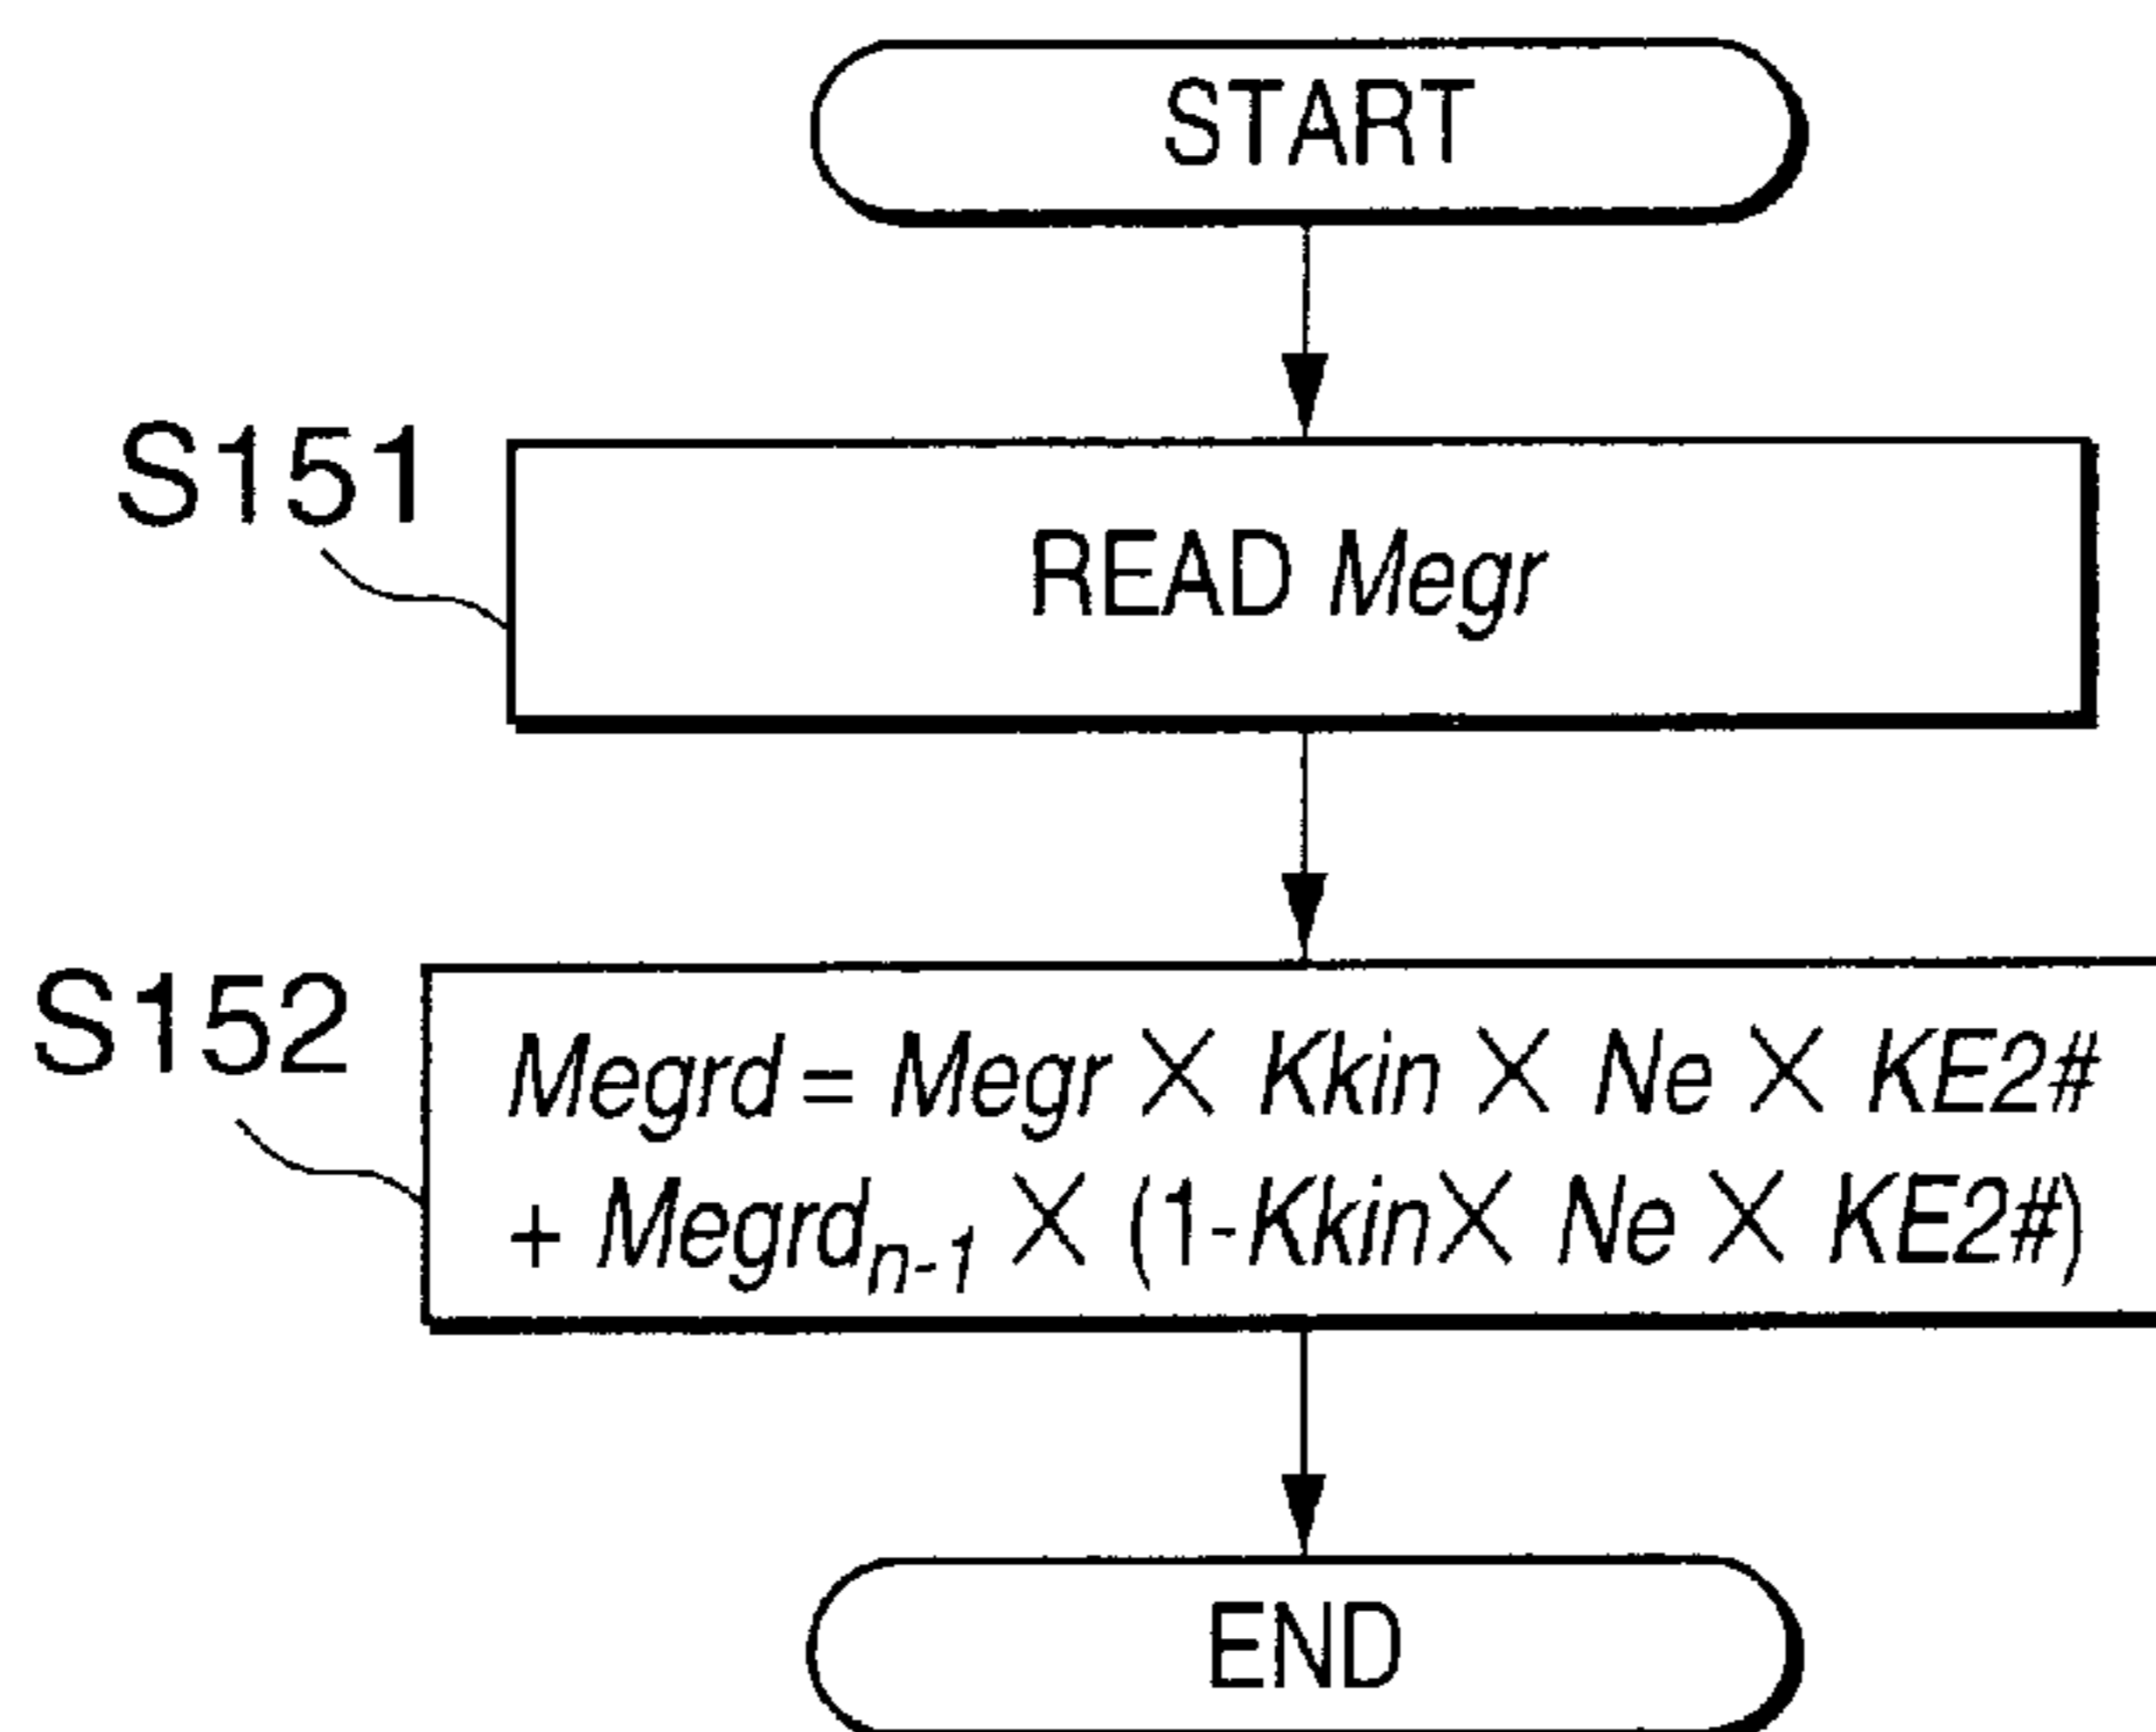 START
S151
READ Megr
S152
Megrd = Megr × Kkin × Ne × KE2#
+ Megrdn-1 × (1-Kkin× Ne × KE2#)
END